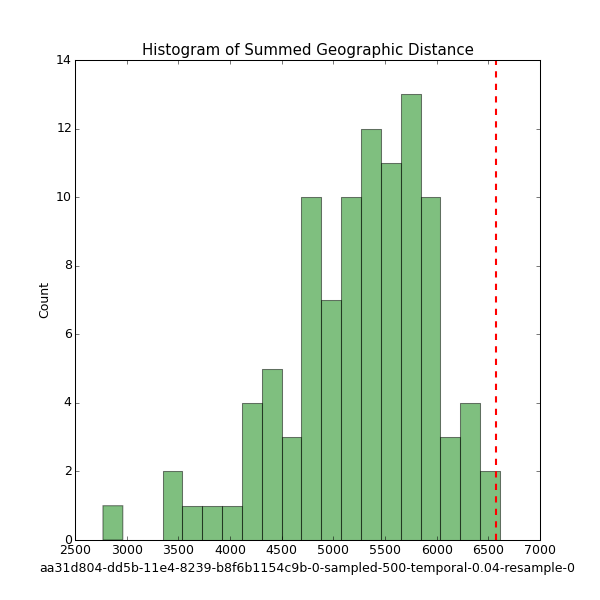 Histogram of Summed Geographic Distance
14
12
10
8
6
4
2
0
Count
2500 3000 3500 4000 4500 5000 5500 6000 6500 7000
aa31d804-dd5b-11e4-8239-b8f6b1154c9b-0-sampled-500-temporal-0.04-resample-0